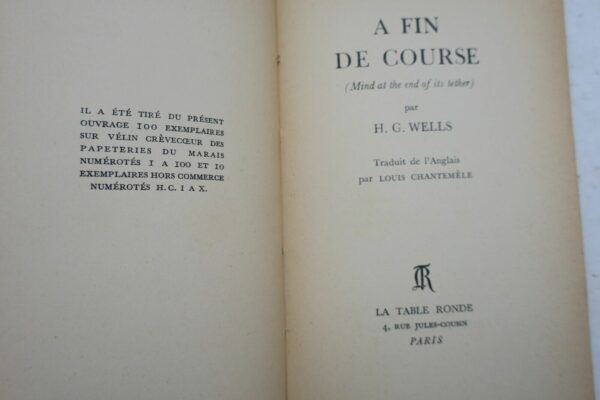 IL A ÉTÉ TIRÉ DU PRÉSENT
OUVRAGE 100 EXEMPLAIRES
SUR VÉLIN CRÈVECŒUR DES
PAPETERIES DU MARAIS
NUMÉROTÉS 1 A 100 ET 10
EXEMPLAIRES HORS COMMERCE
NUMÉROTÉS H.C. I A X.
A FIN
DE COURSE
(Mind at the end of its tether)
par
H. G. WELLS
Traduit de l'Anglais
par LOUIS CHANTEMÈLE
TR
LA TABLE RONDE
4, RUE JULES-COUSIN
PARIS